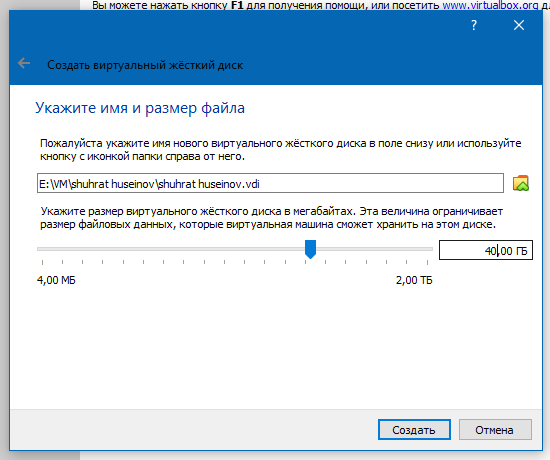 Вы можете нажать кнопку F1 для получения помощи, или посетить www.virtualbox.org дл
?
Создать виртуальный жёсткий диск
Укажите имя и размер файла
Пожалуйста укажите имя нового виртуального жёсткого диска в поле снизу или используйте
кнопку с иконкой папки справа от него.
E:\VM\shuhrat huseinov\shuhrat huseinov.vdi
Укажите размер виртуального жёсткого диска в мегабайтах. Эта величина ограничивает
размер файловых данных, которые виртуальная машина сможет хранить на этом диске.
40,00 ГБ
4,00 МБ 2,00 ТБ
Создать Отмена